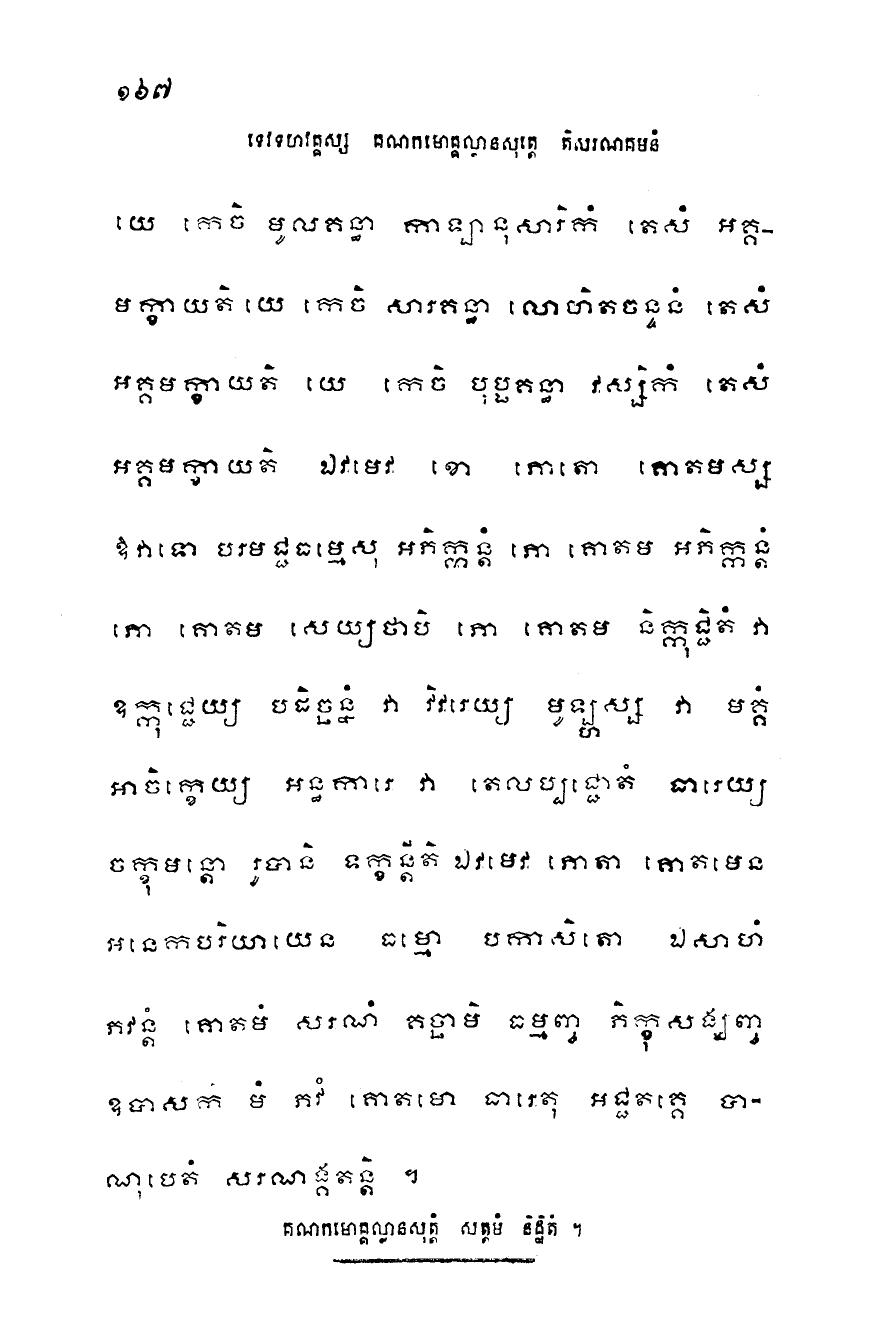 ១៦៧
ទេវទហវគ្គស្ស គណកមោគ្គល្លានសុត្តេ តិសរណគមនំ
យេ កេចិ មូលគន្ធា កាឡានុសារិកំ តេសំ អគ្គ-
មក្ខាយតិ យេ កេចិ សារគន្ធា លោហិតចន្ទនំ តេសំ
អគ្គមក្ខាយតិ យេ កេចិ បុប្ផគន្ធា វស្សិកំ តេសំ
អគ្គមក្ខាយតិ ឯវមេវ ខោ ភោតោ គោតមស្ស
ឱវាទោ បរមជ្ជធម្មេសុ អភិក្កន្តំ ភោ គោតម អភិក្កន្តំ
ភោ គោតម សេយ្យថាបិ ភោ គោតម និក្កុជ្ជិតំ វា
ឧក្កុជ្ជេយ្យ បដិច្ឆន្នំ វា វិវរេយ្យ មូឡ្ហស្ស វា មគ្គំ
អាចិក្ខេយ្យ អន្ធការេ វា តេលប្បជ្ជោតំ ធារេយ្យ
ចក្ខុមន្តោ រូបានិ ទក្ខន្តីតិ ឯវមេវ ភោតា គោតមេន
អនេកបរិយាយេន ធម្មោ បកាសិតោ ឯសាហំ
ភវន្តំ គោតមំ សរណំ គច្ឆាមិ ធម្មញ្ច ភិក្ខុសង្ឃញ្ច
ឧបាសកំ មំ ភវំ គោតមោ ធារេតុ អជ្ជតគ្គេ បា-
ណុបេតំ សរណង្គតន្តិ ។
គណកមោគ្គល្លានសុត្តំ សត្តមំ និដ្ឋិតំ ។